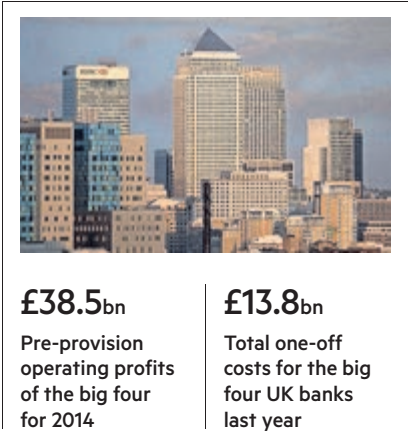 £38.5bn
Pre-provision
operating profits
of the big four
for 2014
£13.8bn
Total one-off
costs for the big
four UK banks
last year